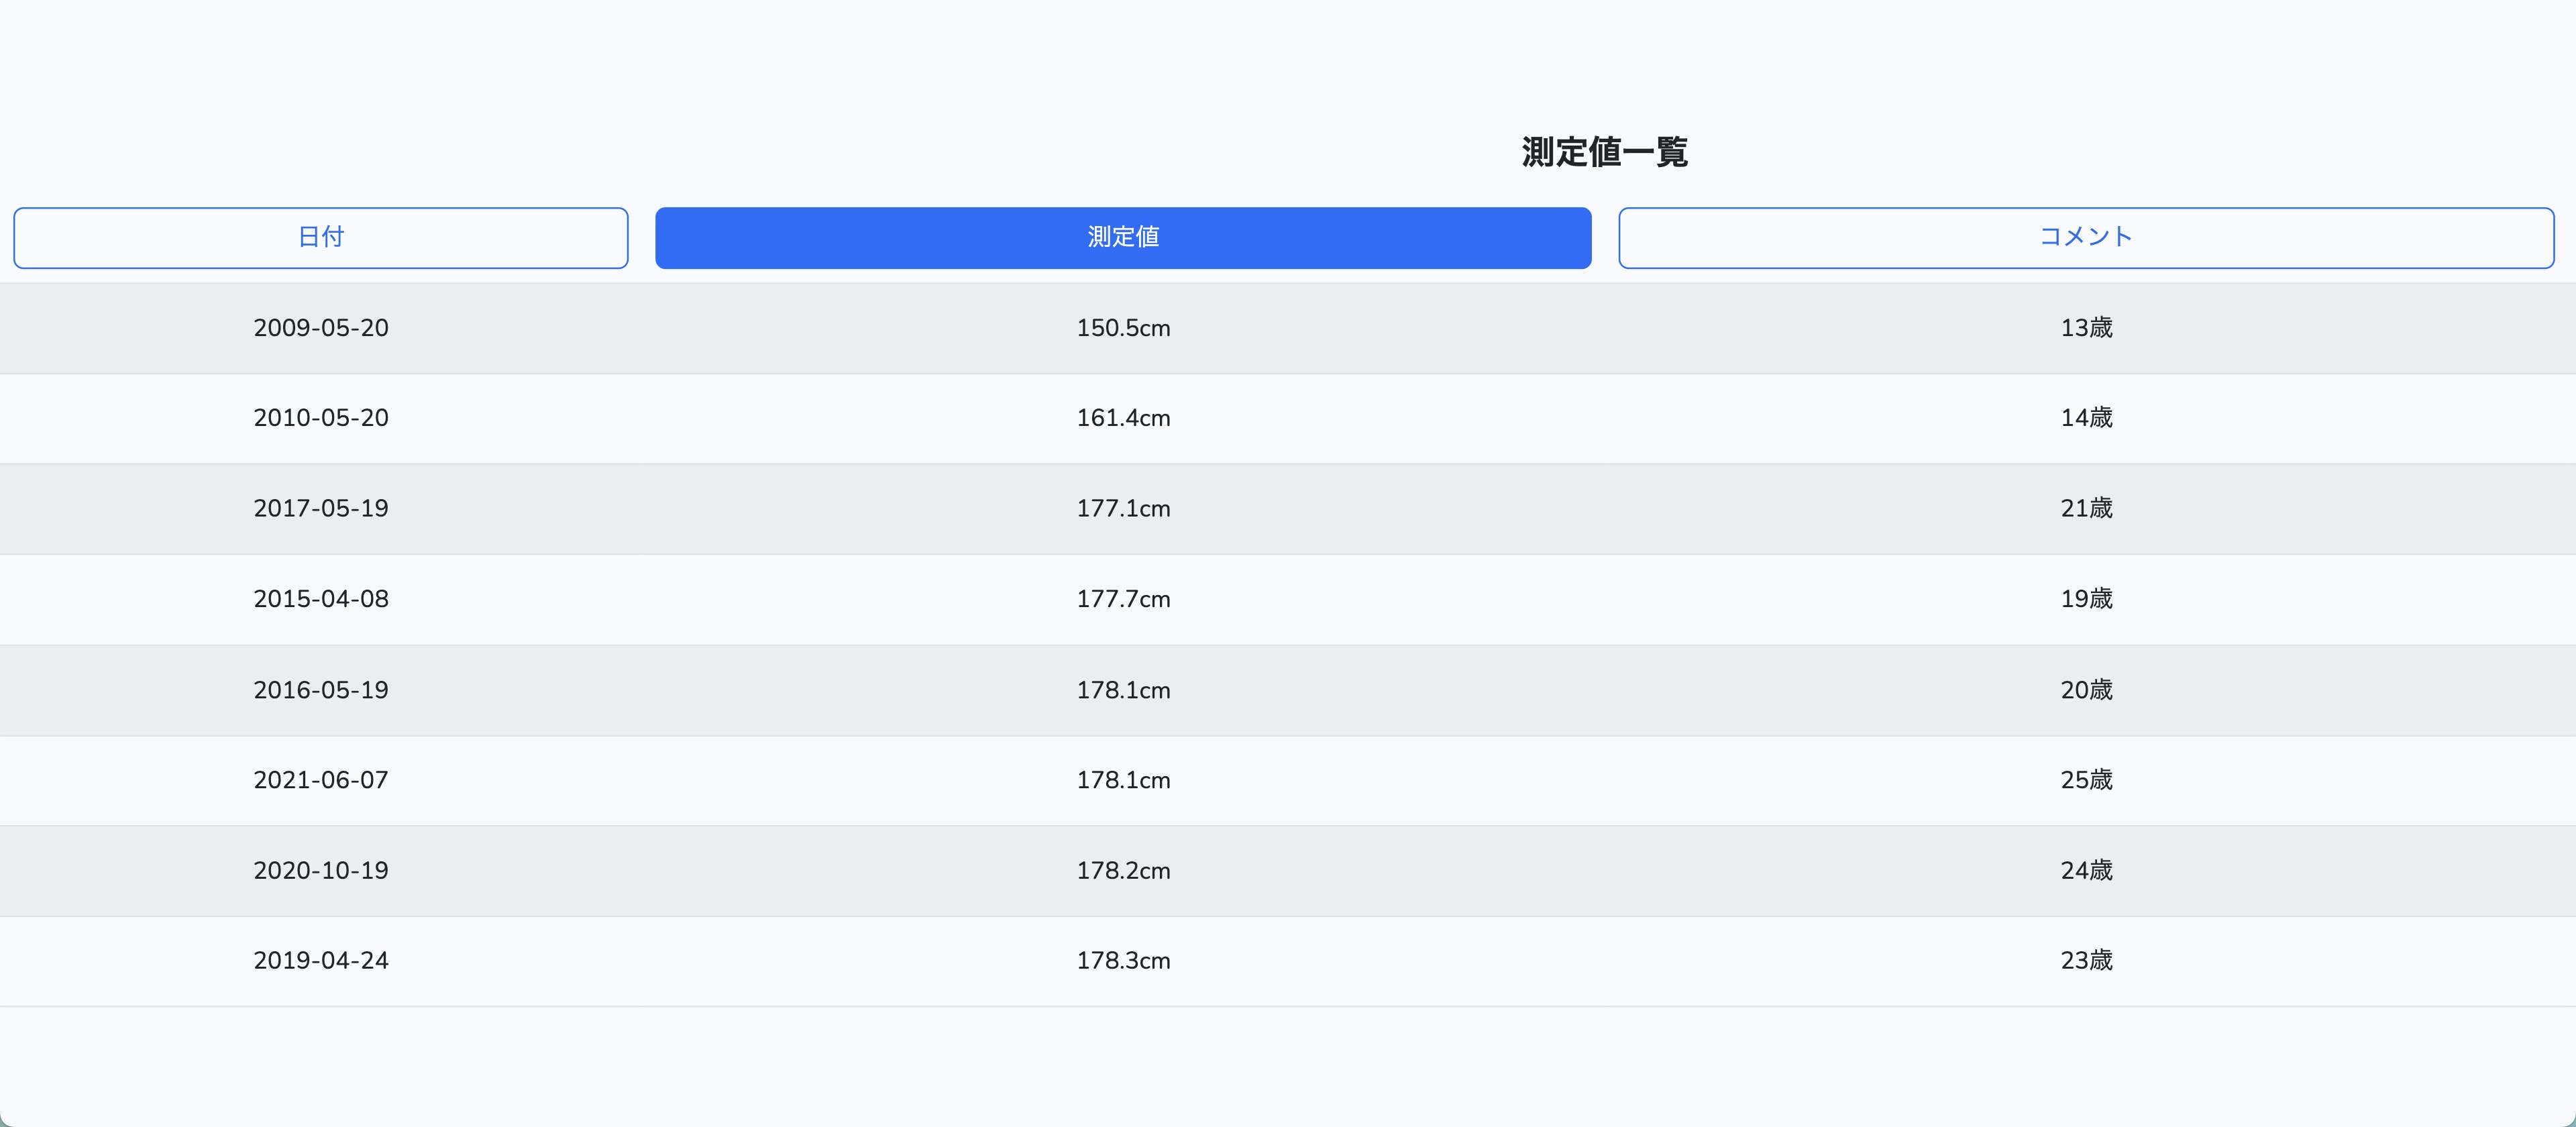 測定値一覧
日付 測定値 コメント
2009-05-20 150.5cm 13歳
2010-05-20 161.4cm 14歳
2017-05-19 177.1cm 21歳
2015-04-08 177.7cm 19歳
2016-05-19 178.1cm 20歳
2021-06-07 178.1cm 25歳
2020-10-19 178.2cm 24歳
2019-04-24 178.3cm 23歳